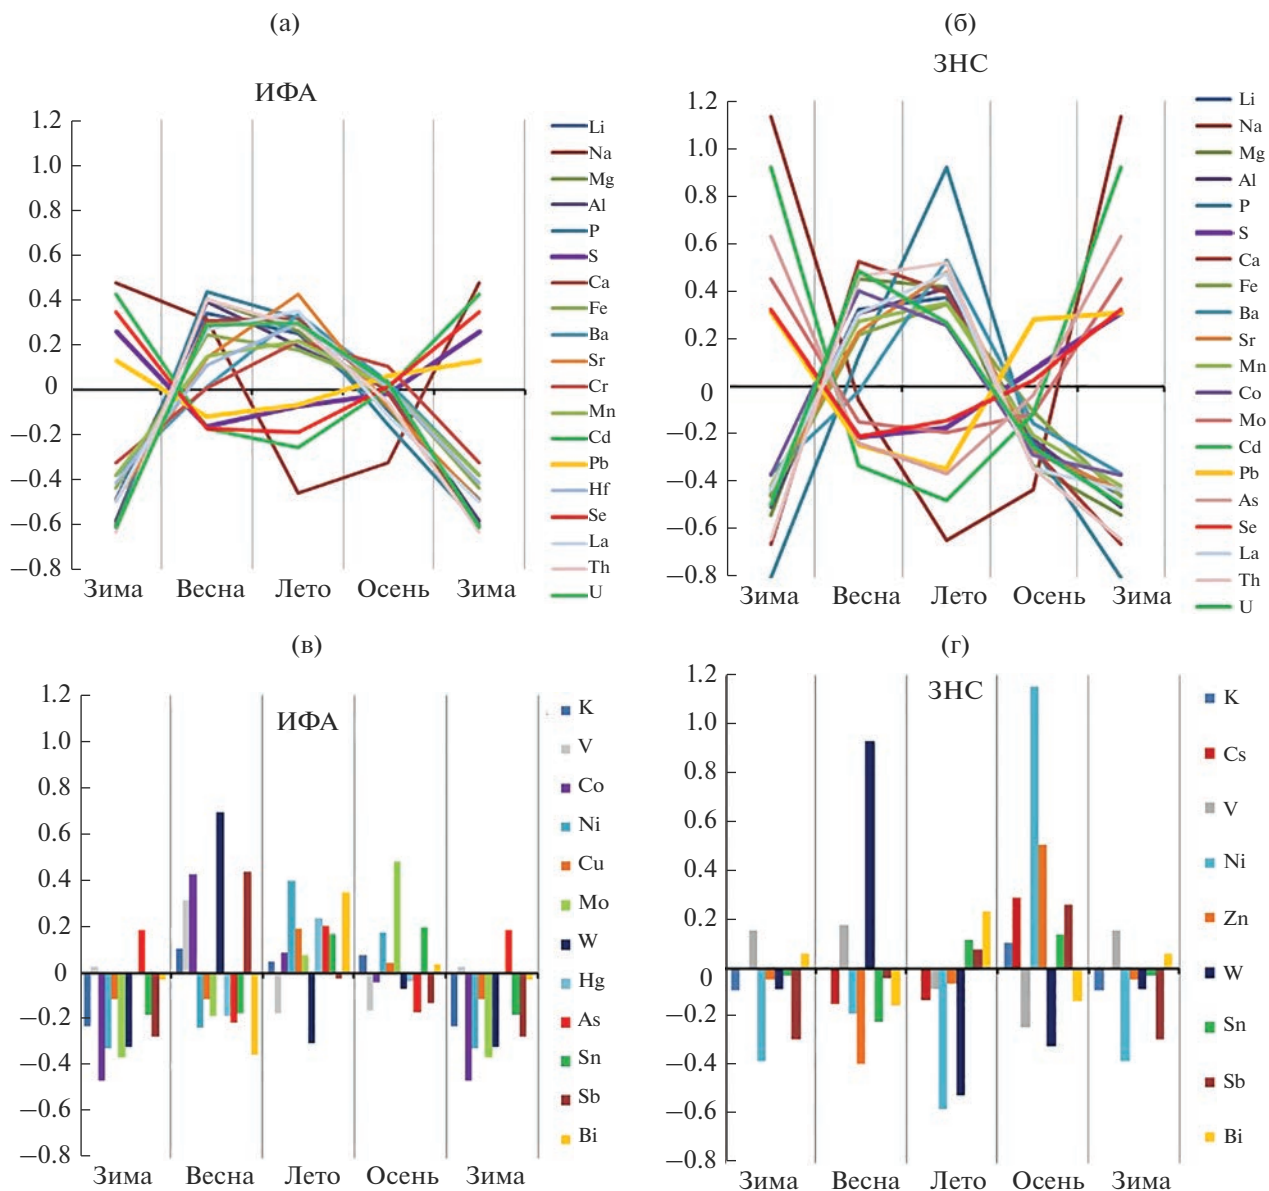 (а)
ИФА
1.2
1.0
0.8
0.6
0.4
0.2
0
−0.2
−0.4
−0.6
−0.8
Зима Весна Лето Осень Зима
Li
Na
Mg
Al
P
S
Ca
Fe
Ba
Sr
Cr
Mn
Cd
Pb
Hf
Se
La
Th
U
(б)
ЗНС
1.2
1.0
0.8
0.6
0.4
0.2
0
−0.2
−0.4
−0.6
−0.8
Зима Весна Лето Осень Зима
Li
Na
Mg
Al
P
S
Ca
Fe
Ba
Sr
Mn
Co
Mo
Cd
Pb
As
Se
La
Th
U
(в)
ИФА
1.2
1.0
0.8
0.6
0.4
0.2
0
−0.2
−0.4
−0.6
−0.8
Зима Весна Лето Осень Зима
K
V
Co
Ni
Cu
Mo
W
Hg
As
Sn
Sb
Bi
(г)
ЗНС
1.2
1.0
0.8
0.6
0.4
0.2
0
−0.2
−0.4
−0.6
−0.8
Зима Весна Лето Осень Зима
K
Cs
V
Ni
Zn
W
Sn
Sb
Bi